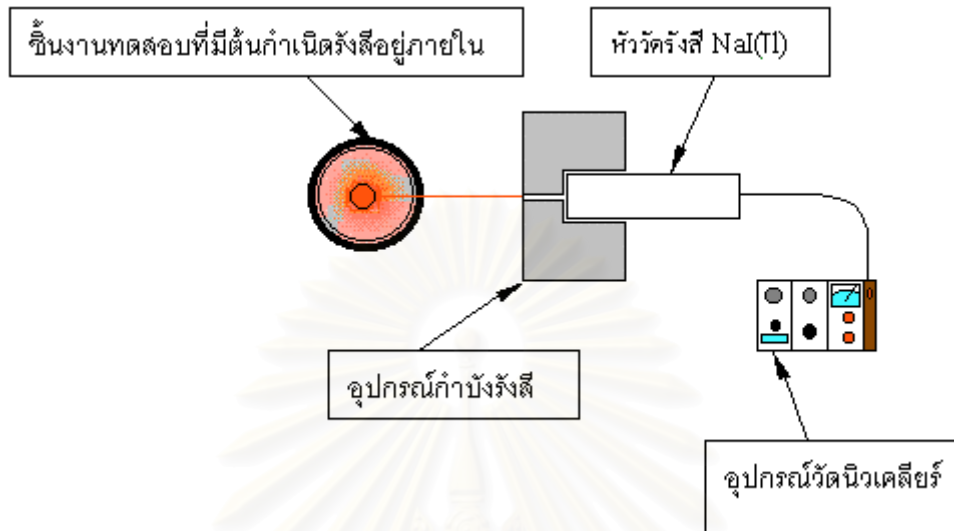 ชิ้นงานทดสอบที่มีต้นกำเนิดรังสีอยู่ภายใน
หัววัดรังสี NaI(Tl)
อุปกรณ์กำบังรังสี
อุปกรณ์วัดนิวเคลียร์